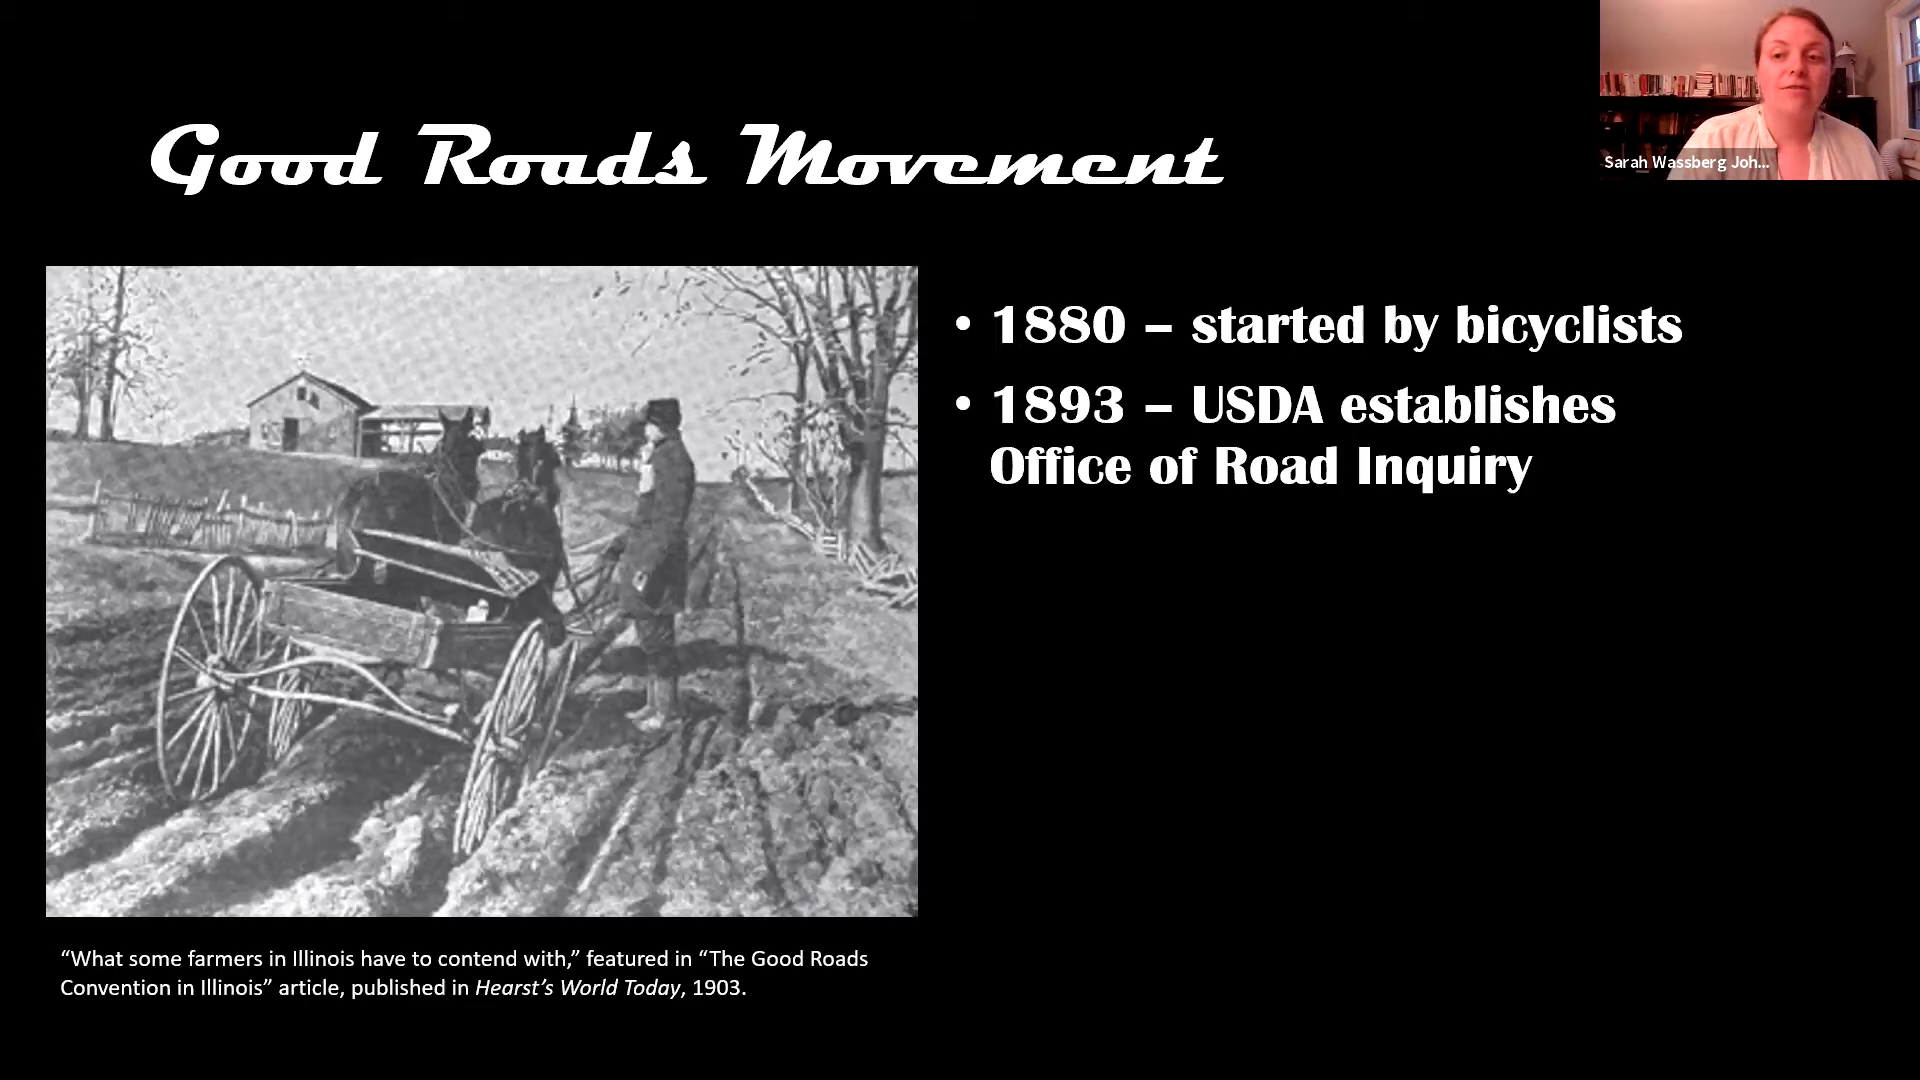 Good Roads Movement
Sarah Wassberg Joh...
• 1880 – started by bicyclists
• 1893 – USDA establishes
Office of Road Inquiry
“What some farmers in Illinois have to contend with,” featured in “The Good Roads
Convention in Illinois” article, published in Hearst’s World Today, 1903.